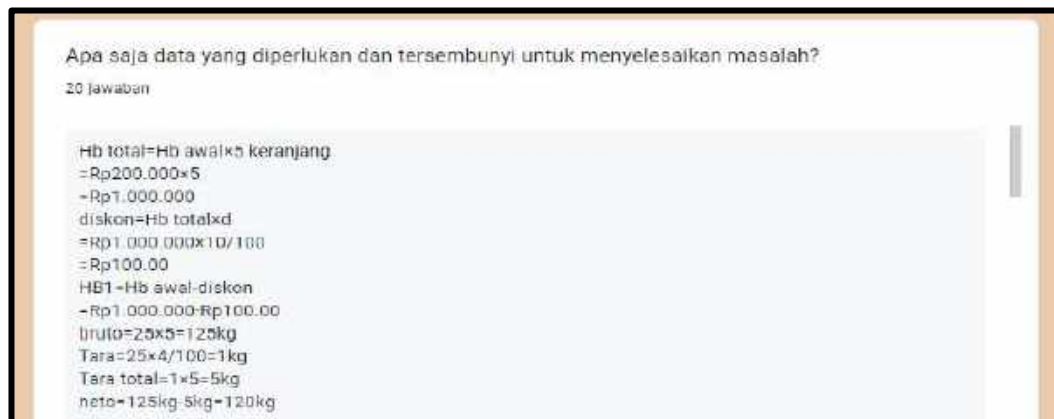 Apa saja data yang diperlukan dan tersembunyi untuk menyelesaikan masalah?
20 jawaban
Hb total=Hb awal×5 keranjang
=Rp200.000×5
=Rp1.000.000
diskon=Hb total×d
=Rp1.000.000×10/100
=Rp100.00
HB1=Hb awal-diskon
=Rp1.000.000-Rp100.00
bruto=25×5=125kg
Tara=25×4/100=1kg
Tara total=1×5=5kg
neto=125kg-5kg=120kg